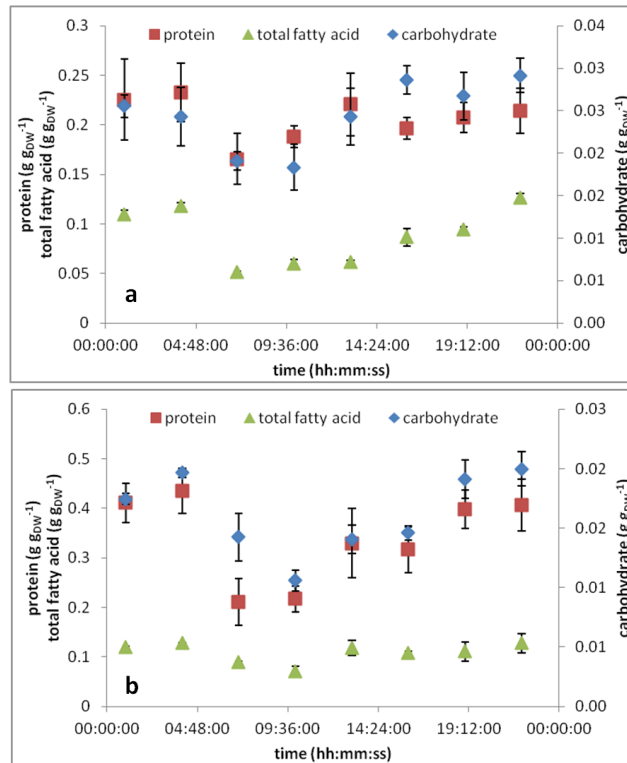 protein total fatty acid carbohydrate
0.3
0.25
0.2
0.15
0.1
0.05
0
0.04
0.03
0.03
0.02
0.02
0.01
0.01
0.00
protein (g g_DW⁻¹)
total fatty acid (g g_DW⁻¹)
carbohydrate (g g_DW⁻¹)
a
00:00:00 04:48:00 09:36:00 14:24:00 19:12:00 00:00:00
time (hh:mm:ss)
protein total fatty acid carbohydrate
0.6
0.5
0.4
0.3
0.2
0.1
0
0.03
0.02
0.02
0.01
0.01
0.00
protein (g g_DW⁻¹)
total fatty acid (g g_DW⁻¹)
carbohydrate (g g_DW⁻¹)
b
00:00:00 04:48:00 09:36:00 14:24:00 19:12:00 00:00:00
time (hh:mm:ss)